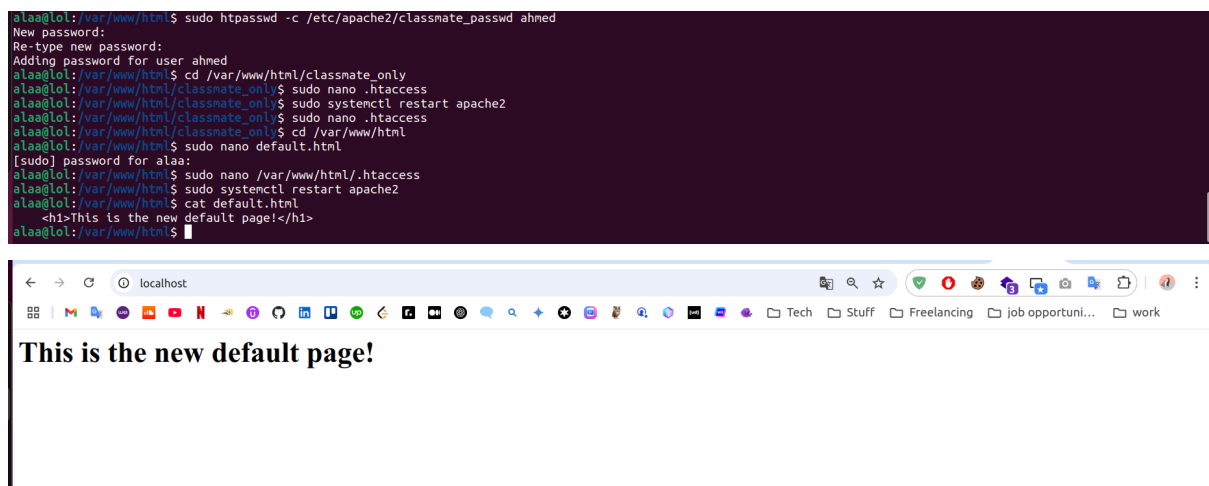 alaa@lol:/var/www/html$ sudo htpasswd -c /etc/apache2/classmate_passwd ahmed
New password:
Re-type new password:
Adding password for user ahmed
alaa@lol:/var/www/html$ cd /var/www/html/classmate_only
alaa@lol:/var/www/html/classmate_only$ sudo nano .htaccess
alaa@lol:/var/www/html/classmate_only$ sudo systemctl restart apache2
alaa@lol:/var/www/html/classmate_only$ sudo nano .htaccess
alaa@lol:/var/www/html/classmate_only$ cd /var/www/html
alaa@lol:/var/www/html$ sudo nano default.html
[sudo] password for alaa:
alaa@lol:/var/www/html$ sudo nano /var/www/html/.htaccess
alaa@lol:/var/www/html$ sudo systemctl restart apache2
alaa@lol:/var/www/html$ cat default.html
    <h1>This is the new default page!</h1>
alaa@lol:/var/www/html$
localhost
3
Tech Stuff Freelancing job opportuni... work
This is the new default page!